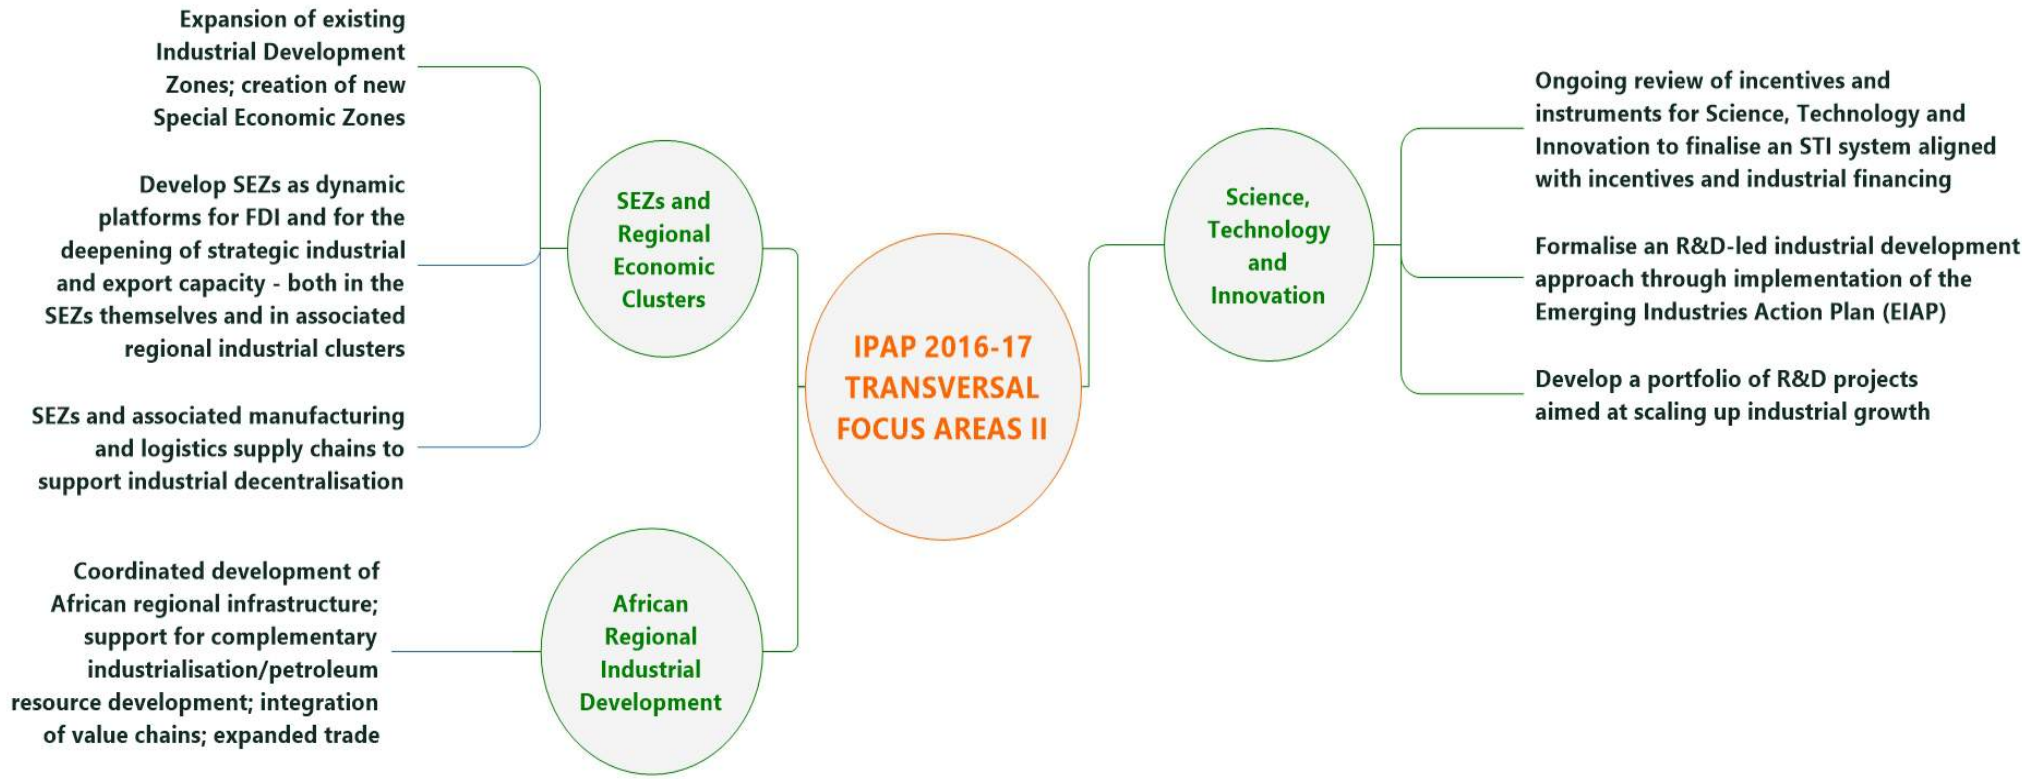 Expansion of existing
Industrial Development
Zones; creation of new
Special Economic Zones
Develop SEZs as dynamic
platforms for FDI and for the
deepening of strategic industrial
and export capacity - both in the
SEZs themselves and in associated
regional industrial clusters
SEZs and associated manufacturing
and logistics supply chains to
support industrial decentralisation
SEZs and
Regional
Economic
Clusters
Coordinated development of
African regional infrastructure;
support for complementary
industrialisation/petroleum
resource development; integration
of value chains; expanded trade
African
Regional
Industrial
Development
IPAP 2016-17
TRANSVERSAL
FOCUS AREAS II
Science,
Technology
and
Innovation
Ongoing review of incentives and
instruments for Science, Technology and
Innovation to finalise an STI system aligned
with incentives and industrial financing
Formalise an R&D-led industrial development
approach through implementation of the
Emerging Industries Action Plan (EIAP)
Develop a portfolio of R&D projects
aimed at scaling up industrial growth